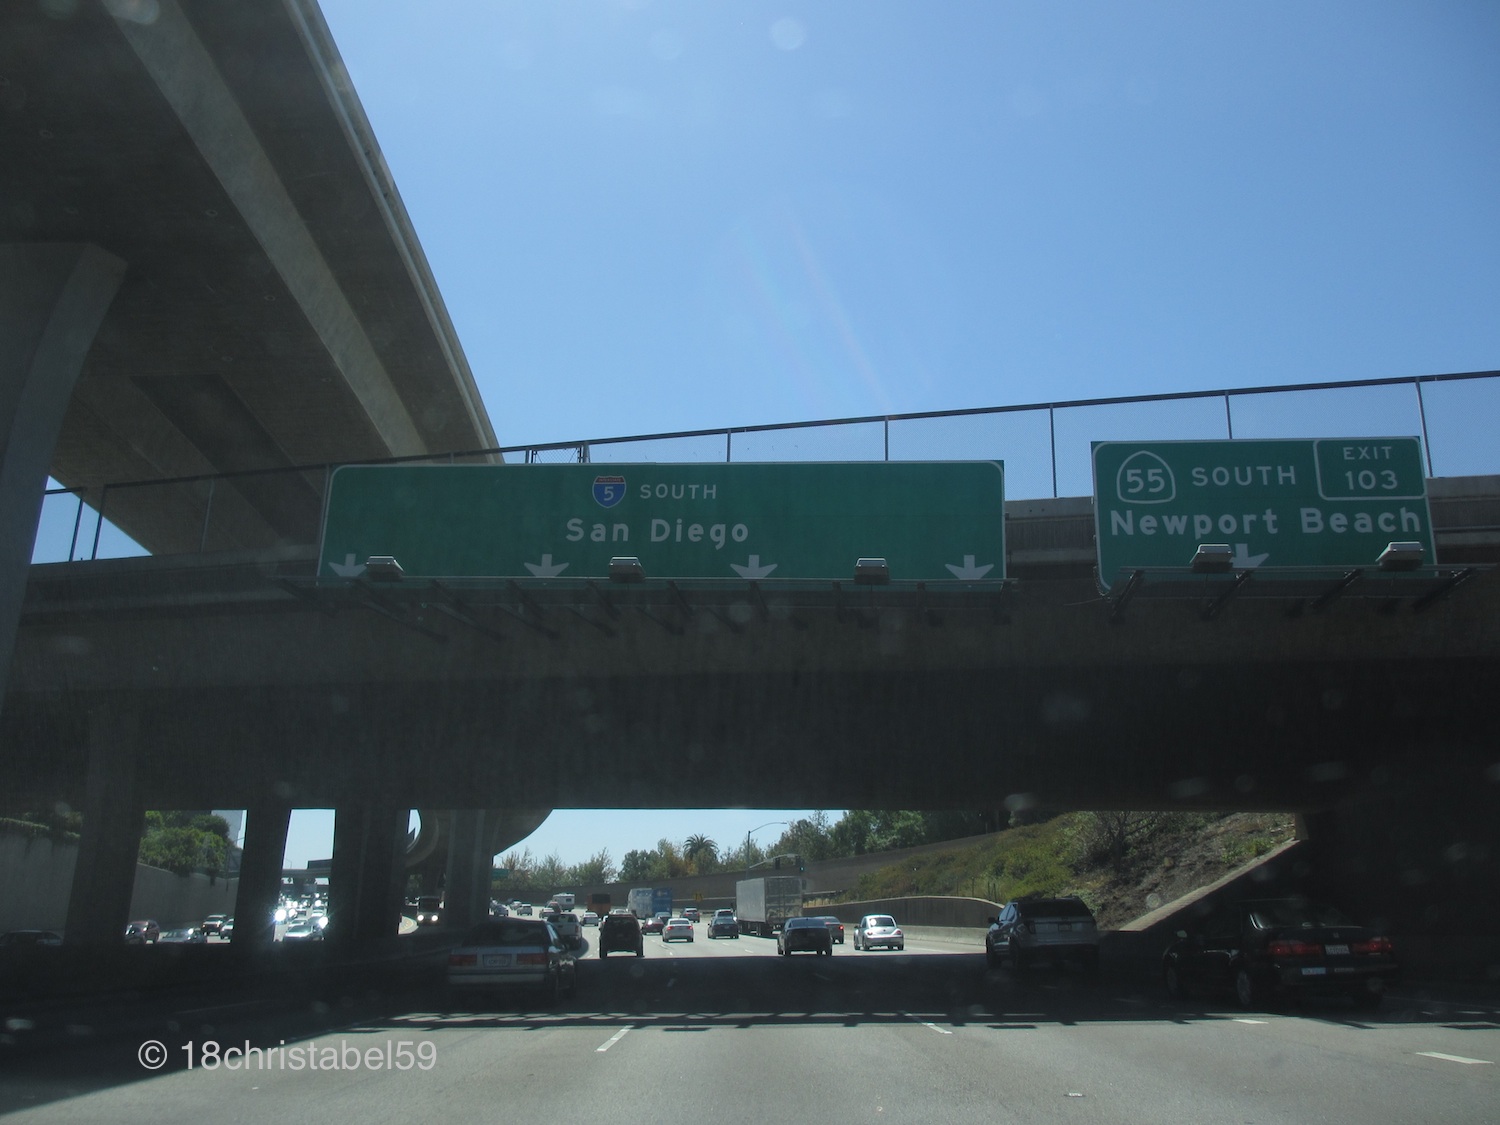 5 SOUTH
San Diego
55 SOUTH
EXIT
103
Newport Beach
© 18christabel59